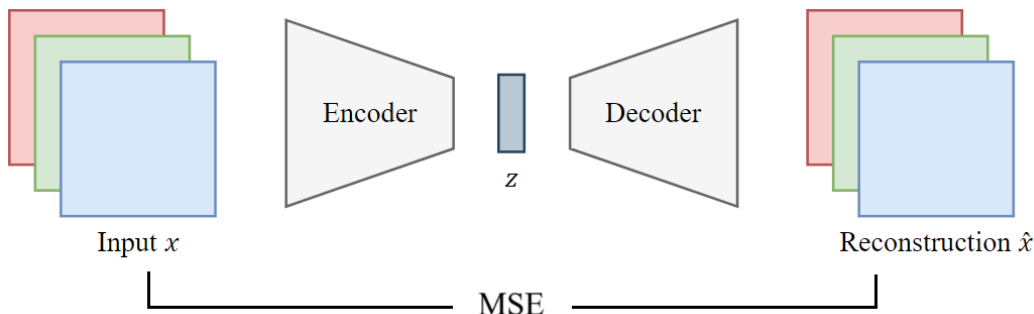 Encoder
Decoder
z
Input x
Reconstruction x̂
MSE